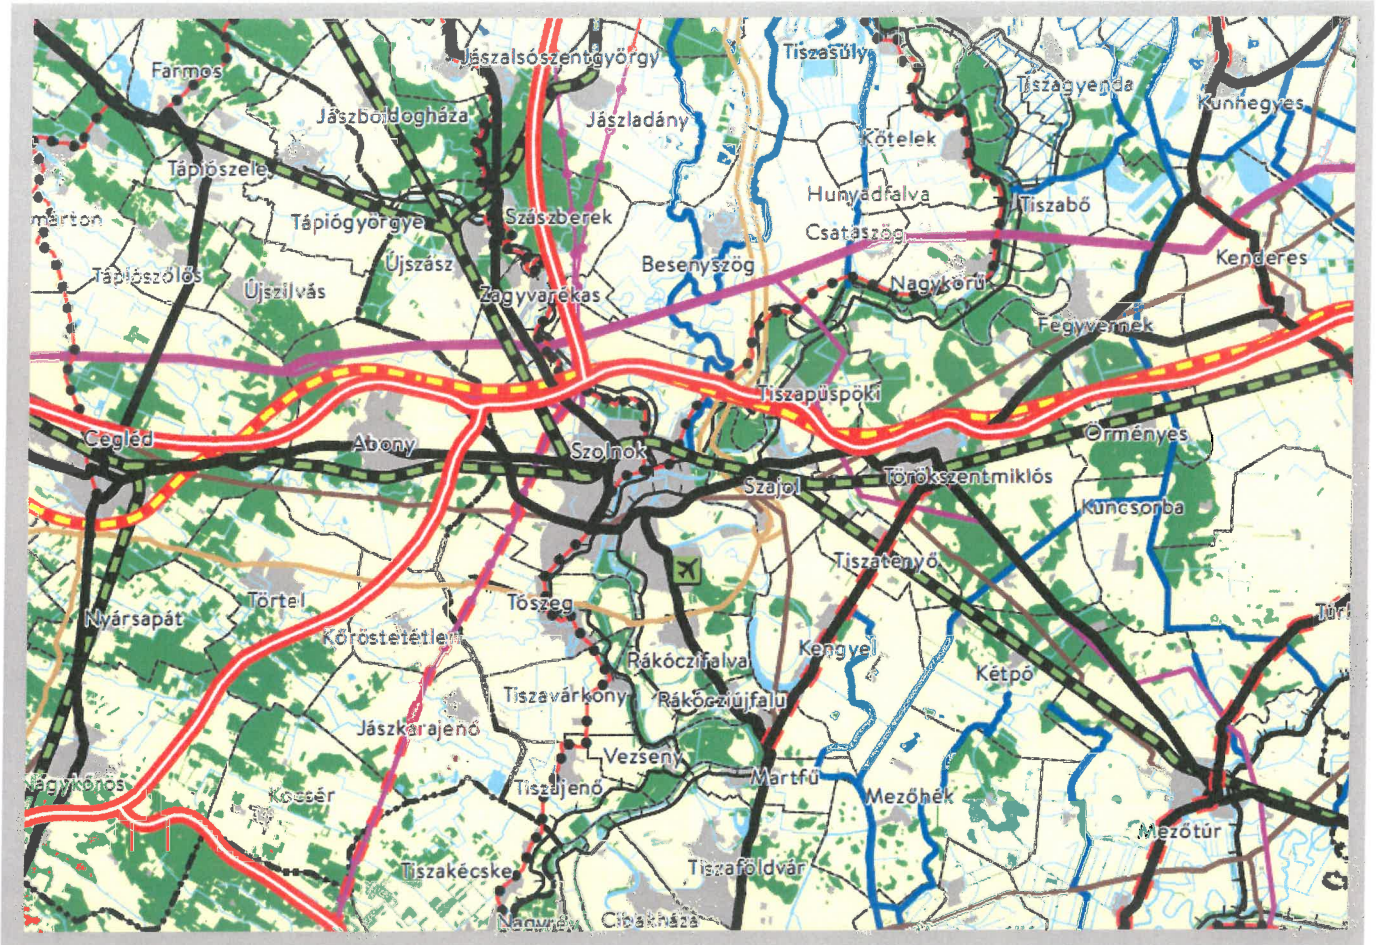 Jászalsószentgyörgy
Tiszasüly
Farmos
Tiszagyenda
Kunhegyes
Jászboldogháza
Jászladány
Kőtelek
Tápiószele
Hunyadfalva
Tiszabő
márton
Tápiógyörgye
Szászberek
Csataszög
Újszász
Besenyszög
Kenderes
Tápiószőlős
Újszilvás
Zagyvarékas
Nagykörű
Fegyvernek
Tiszapüspöki
Cegléd
Abony
Szolnok
Örményes
Szajol
Törökszentmiklós
Kuncsorba
Tiszatenyő
Törtel
Tószeg
Nyársapát
Kőröstetétlen
Kengyel
Rákóczifalva
Kétpó
Tiszavárkony
Rákócziújfalu
Jászkarajenő
Vezseny
Nagykőrös
Kocsér
Tiszajenő
Martfű
Mezőhék
Mezőtúr
Tiszakécske
Tiszaföldvár
Nagyrév
Cibakháza